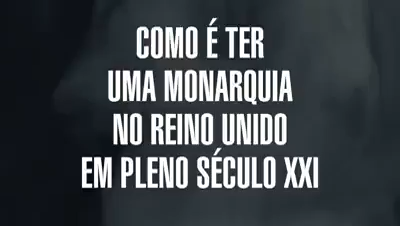 COMO É TER
UMA MONARQUIA
NO REINO UNIDO
EM PLENO SÉCULO XXI